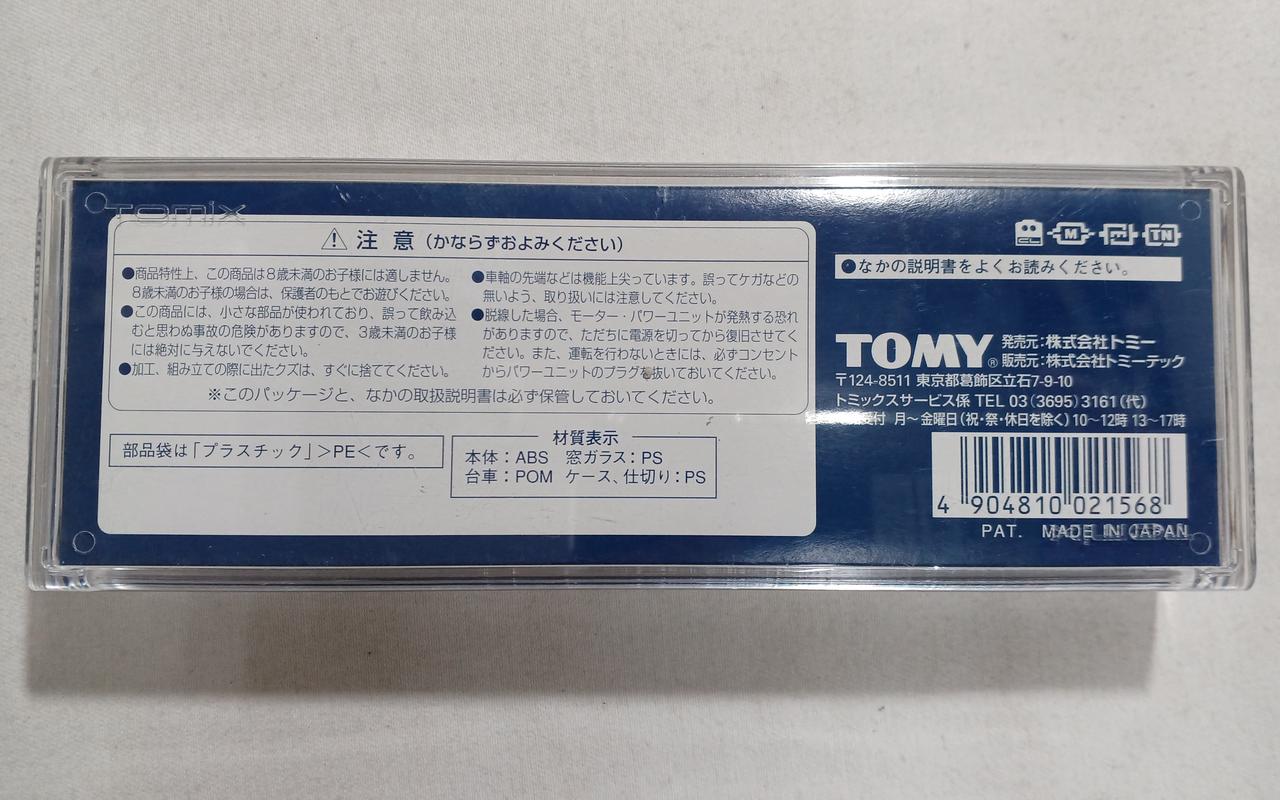 TOMIX
注 意（かならずおよみください）
●商品特性上、この商品は8歳未満のお子様には適しません。
8歳未満のお子様の場合は、保護者のもとでお遊びください。
●この商品には、小さな部品が使われており、誤って飲み込
むと思わぬ事故の危険がありますので、3歳未満のお子様
には絶対に与えないでください。
●加工、組み立ての際に出たクズは、すぐに捨ててください。
●車軸の先端などは機能上尖っています。誤ってケガなどの
無いよう、取り扱いには注意してください。
●脱線した場合、モーター・パワーユニットが発熱する恐れ
がありますので、ただちに電源を切ってから復旧させてく
ださい。また、運転を行わないときには、必ずコンセント
からパワーユニットのプラグを抜いておいてください。
※このパッケージと、なかの取扱説明書は必ず保管しておいてください。
部品袋は「プラスチック」＞PE＜です。
材質表示
本体：ABS 窓ガラス：PS
台車：POM ケース、仕切り：PS
CL M TN
●なかの説明書をよくお読みください。
TOMY®
発売元：株式会社トミー
販売元：株式会社トミーテック
〒124-8511 東京都葛飾区立石7-9-10
トミックスサービス係 TEL 03（3695）3161（代）
受付 月～金曜日（祝・祭・休日を除く）10～12時 13～17時
4 904810 021568
PAT. MADE IN JAPAN